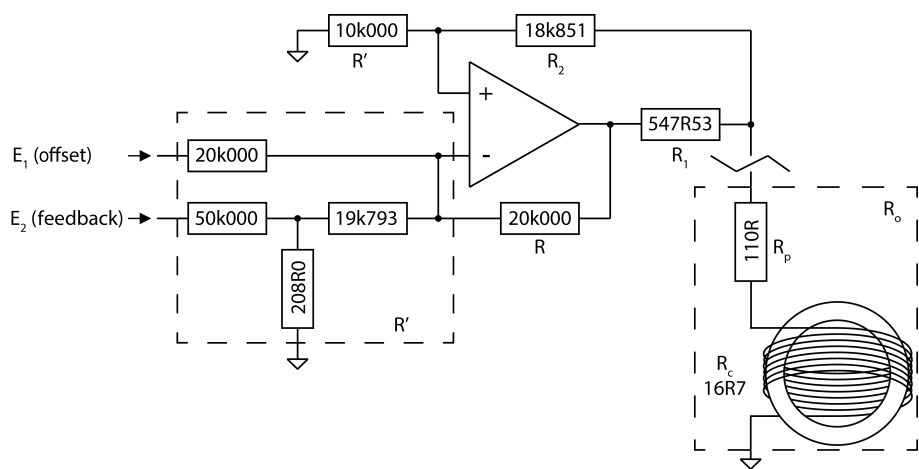 10k000
18k851
R'
R2
+
547R53
E1 (offset)
20k000
-
R1
E2 (feedback)
50k000
19k793
20k000
Ro
R
110R
Rp
208R0
R'
Rc
16R7